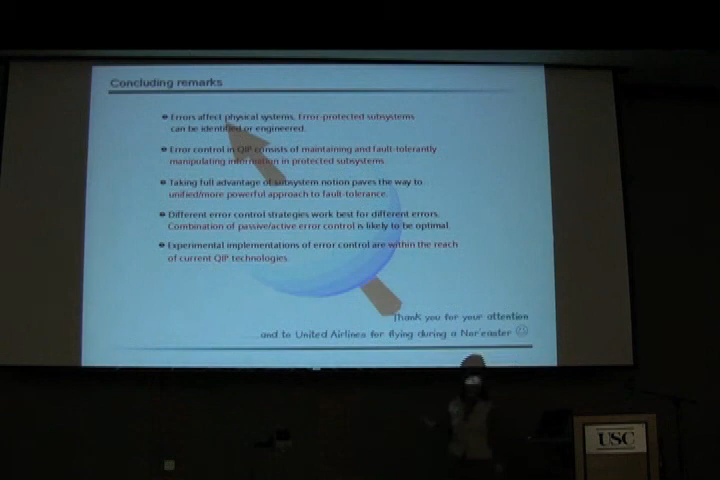 Concluding remarks
Errors affect physical systems. Error-protected subsystems
can be identified or engineered.
Error control in QIP consists of maintaining and fault-tolerantly
manipulating information in protected subsystems.
Taking full advantage of subsystem notion paves the way to
unified/more powerful approach to fault-tolerance.
Different error control strategies work best for different errors.
Combination of passive/active error control is likely to be optimal.
Experimental implementations of error control are within the reach
of current QIP technologies.
Thank you for your attention
and to United Airlines for flying during a Nor'easter ☺
USC